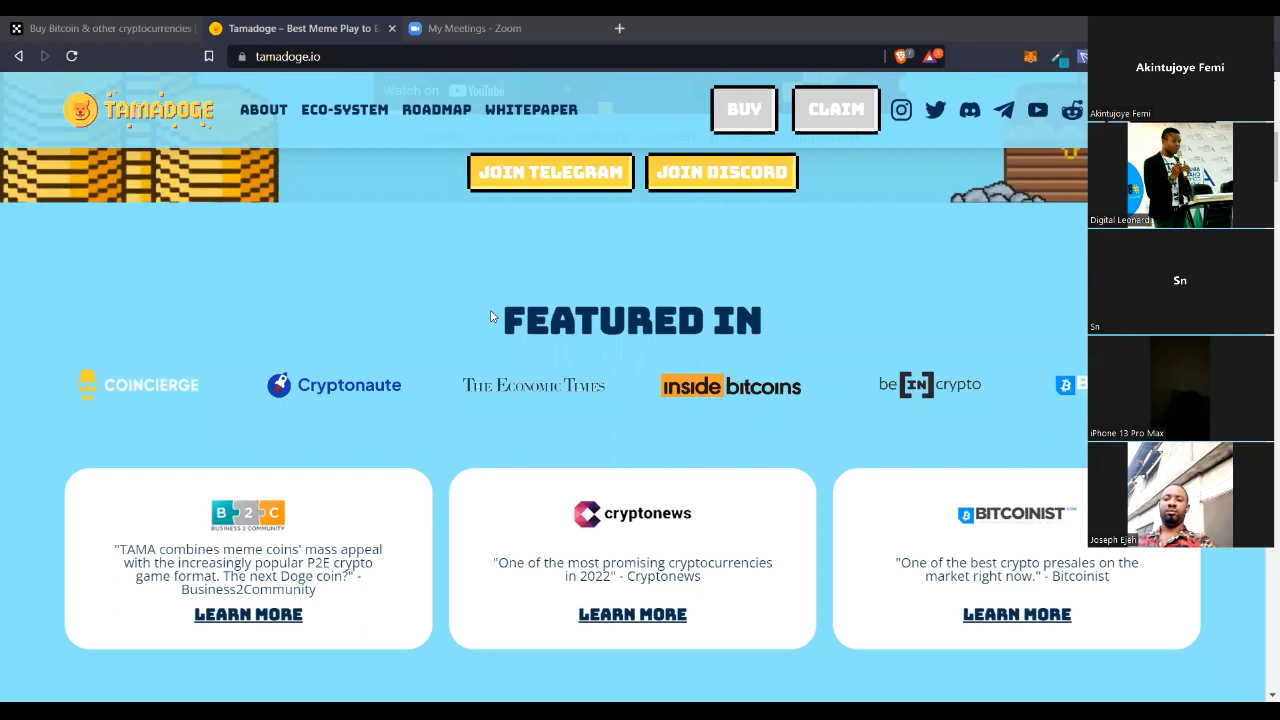 Buy Bitcoin & other cryptocurrencies
Tamadoge – Best Meme Play to E
My Meetings - Zoom
tamadoge.io
Watch on YouTube
TAMADOGE
ABOUT
ECO-SYSTEM
ROADMAP
WHITEPAPER
BUY
CLAIM
JOIN TELEGRAM
JOIN DISCORD
FEATURED IN
COINCIERGE
Cryptonaute
THE ECONOMIC TIMES
inside bitcoins
be[IN]crypto
B2C
BUSINESS 2 COMMUNITY
"TAMA combines meme coins' mass appeal
with the increasingly popular P2E crypto
game format. The next Doge coin?" -
Business2Community
LEARN MORE
cryptonews
"One of the most promising cryptocurrencies
in 2022" - Cryptonews
LEARN MORE
BITCOINIST.COM
"One of the best crypto presales on the
market right now." - Bitcoinist
LEARN MORE
Akintujoye Femi
Akintujoye Femi
Digital Leonard
Sn
Sn
iPhone 13 Pro Max
Joseph Ejeh